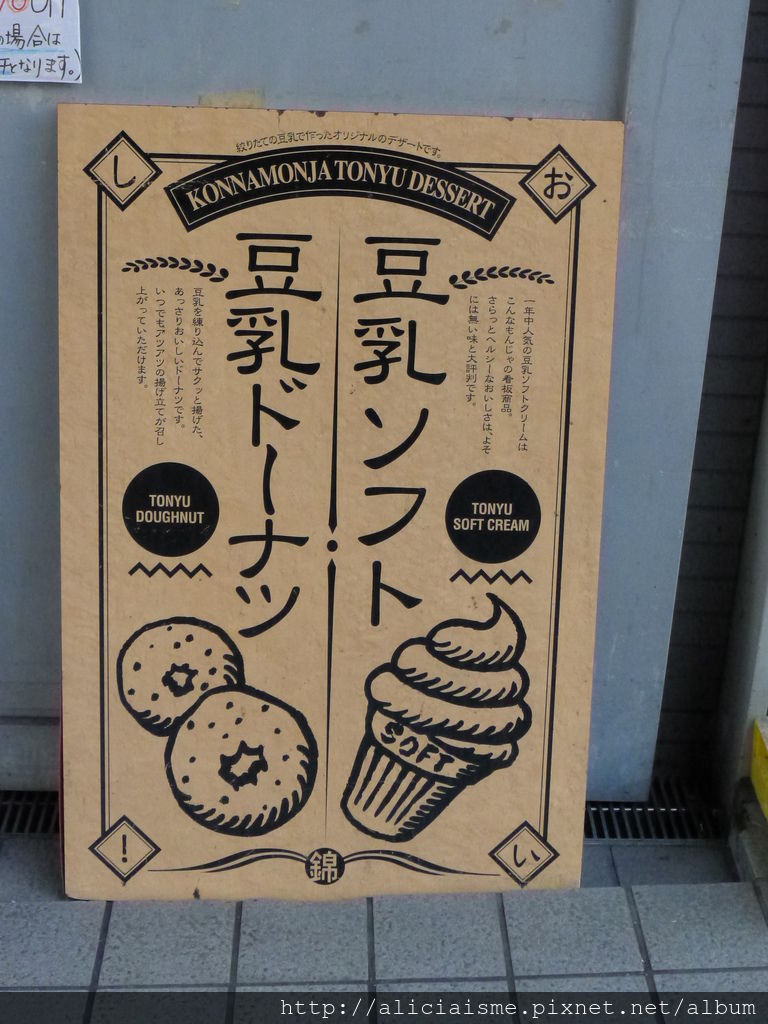 の場合は
となります。)
絞りたての豆乳で作ったオリジナルのデザートです。
KONNAMONJA TONYU DESSERT
お
い
し
!
豆乳ソフト
一年中人気の豆乳ソフトクリームは
こんなもんじゃの看板商品。
さらっとヘルシーなおいしさは、よそ
には無い味と大評判です。
TONYU
SOFT CREAM
SOFT
豆乳ドーナツ
豆乳を練り込んでサクッと揚げた、
あっさりおいしいドーナツです。
いつでもアツアツの揚げ立てが召し
上がっていただけます。
TONYU
DOUGHNUT
錦
http://aliciaisme.pixnet.net/album